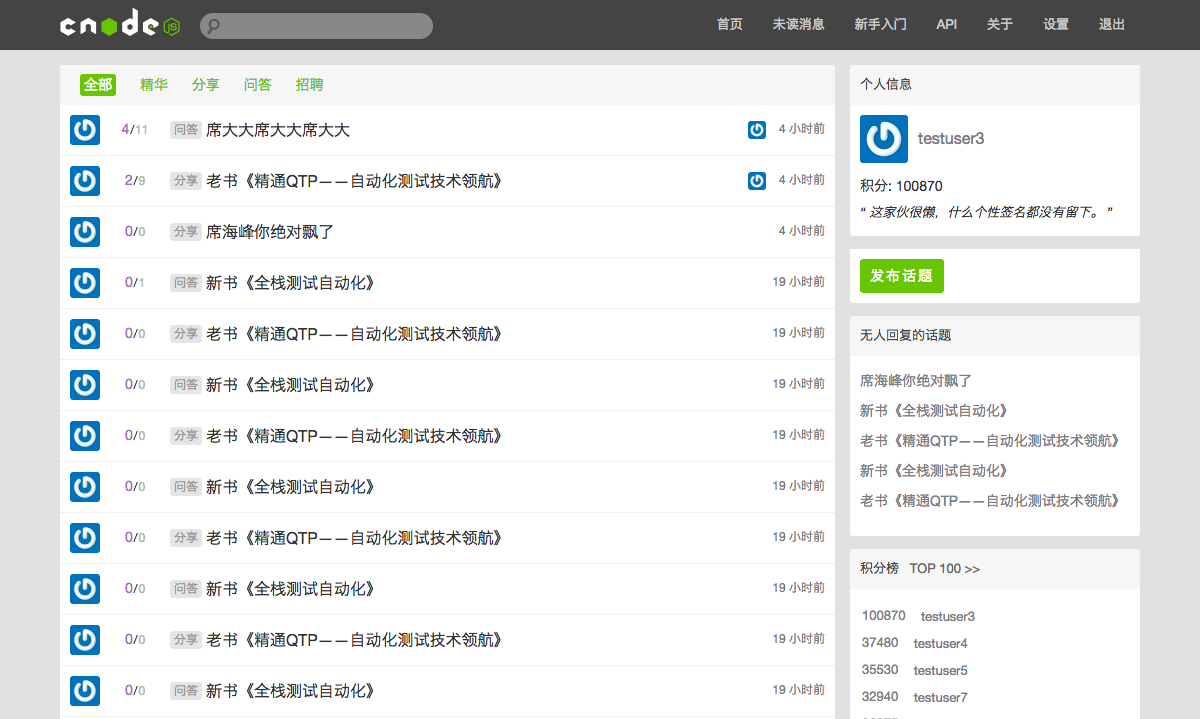 cnode JS
首页 未读消息 新手入门 API 关于 设置 退出
全部 精华 分享 问答 招聘
4/11 问答 席大大席大大席大大 4 小时前
2/9 分享 老书《精通QTP——自动化测试技术领航》 4 小时前
0/0 分享 席海峰你绝对飘了 4 小时前
0/1 问答 新书《全栈测试自动化》 19 小时前
0/0 分享 老书《精通QTP——自动化测试技术领航》 19 小时前
0/0 问答 新书《全栈测试自动化》 19 小时前
0/0 分享 老书《精通QTP——自动化测试技术领航》 19 小时前
0/0 问答 新书《全栈测试自动化》 19 小时前
0/0 分享 老书《精通QTP——自动化测试技术领航》 19 小时前
0/0 问答 新书《全栈测试自动化》 19 小时前
0/0 分享 老书《精通QTP——自动化测试技术领航》 19 小时前
0/0 问答 新书《全栈测试自动化》 19 小时前
个人信息
testuser3
积分: 100870
“ 这家伙很懒，什么个性签名都没有留下。 ”
发布话题
无人回复的话题
席海峰你绝对飘了
新书《全栈测试自动化》
老书《精通QTP——自动化测试技术领航》
新书《全栈测试自动化》
老书《精通QTP——自动化测试技术领航》
积分榜 TOP 100 >>
100870 testuser3
37480 testuser4
35530 testuser5
32940 testuser7